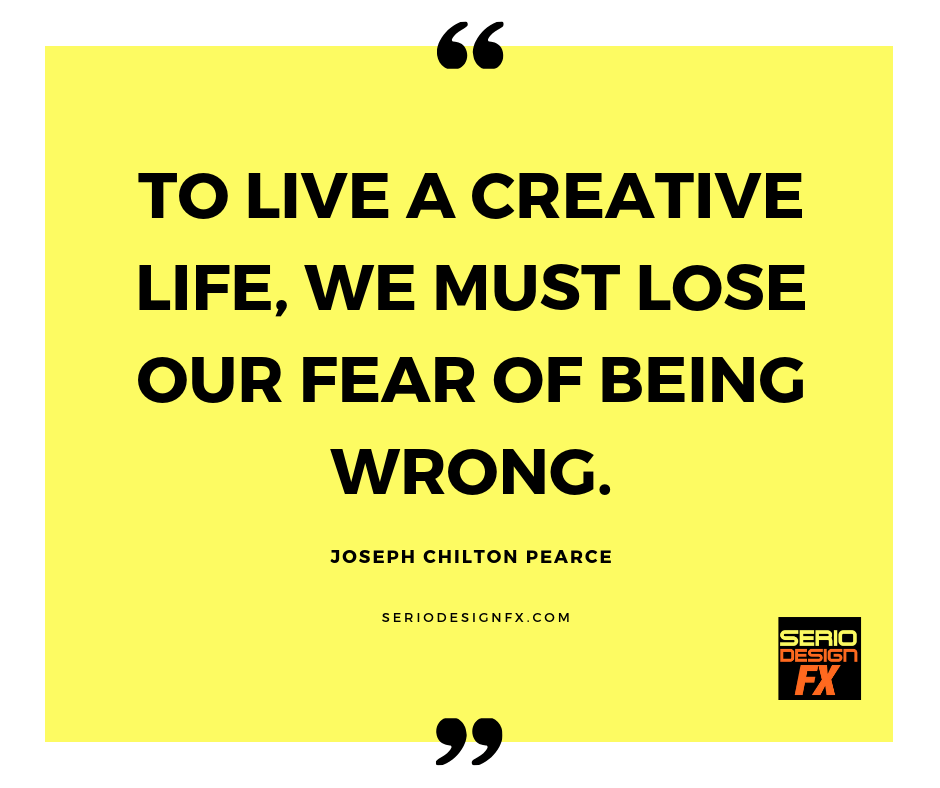 “
TO LIVE A CREATIVE
LIFE, WE MUST LOSE
OUR FEAR OF BEING
WRONG.
JOSEPH CHILTON PEARCE
SERIODESIGNFX.COM
SERIO
DESIGN
FX
”